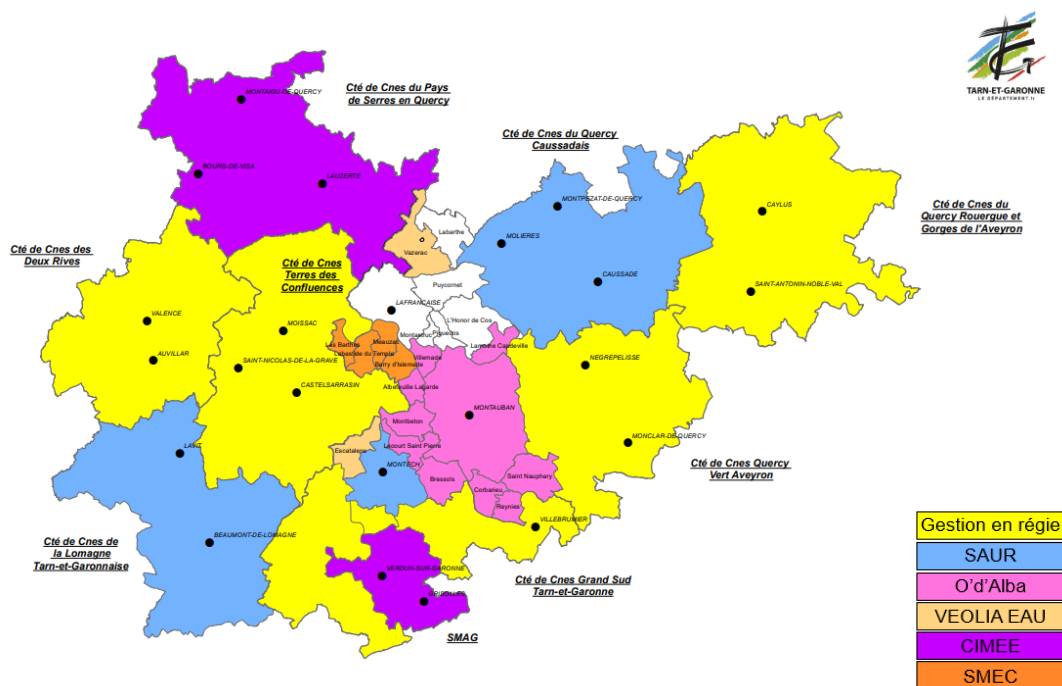 TARN-ET-GARONNE
LE DÉPARTEMENT.fr
Cté de Cnes du Pays
de Serres en Quercy
MONTAIGU-DE-QUERCY
Cté de Cnes du Quercy
Caussadais
BOURG-DE-VISA
LAUZERTE
MONTPEZAT-DE-QUERCY
CAYLUS
Cté de Cnes du
Quercy Rouergue et
Gorges de l'Aveyron
Labarthe
MOLIERES
Vazerac
Cté de Cnes des
Deux Rives
Cté de Cnes
Terres des
Confluences
CAUSSADE
Puycornet
SAINT-ANTONIN-NOBLE-VAL
LAFRANCAISE
VALENCE
MOISSAC
L'Honor de Cos
Piquecos
Montastruc
Les Barthes
Meauzac
Labastide du Temple
Barry d'Islemade
Villemade
Lamothe Capdeville
AUVILLAR
SAINT-NICOLAS-DE-LA-GRAVE
NEGREPELISSE
CASTELSARRASIN
Albefeuille Lagarde
MONTAUBAN
Montbeton
MONCLAR-DE-QUERCY
Cté de Cnes Quercy
Vert Aveyron
LAVIT
Escatalens
Lacourt Saint Pierre
MONTECH
Bressols
Saint Nauphary
Corbarieu
Reynies
VILLEBRUMIER
Cté de Cnes de
la Lomagne
Tarn-et-Garonnaise
BEAUMONT-DE-LOMAGNE
VERDUN-SUR-GARONNE
Cté de Cnes Grand Sud
Tarn-et-Garonne
GRISOLLES
SMAG
Gestion en régie
SAUR
O'd'Alba
VEOLIA EAU
CIMEE
SMEC